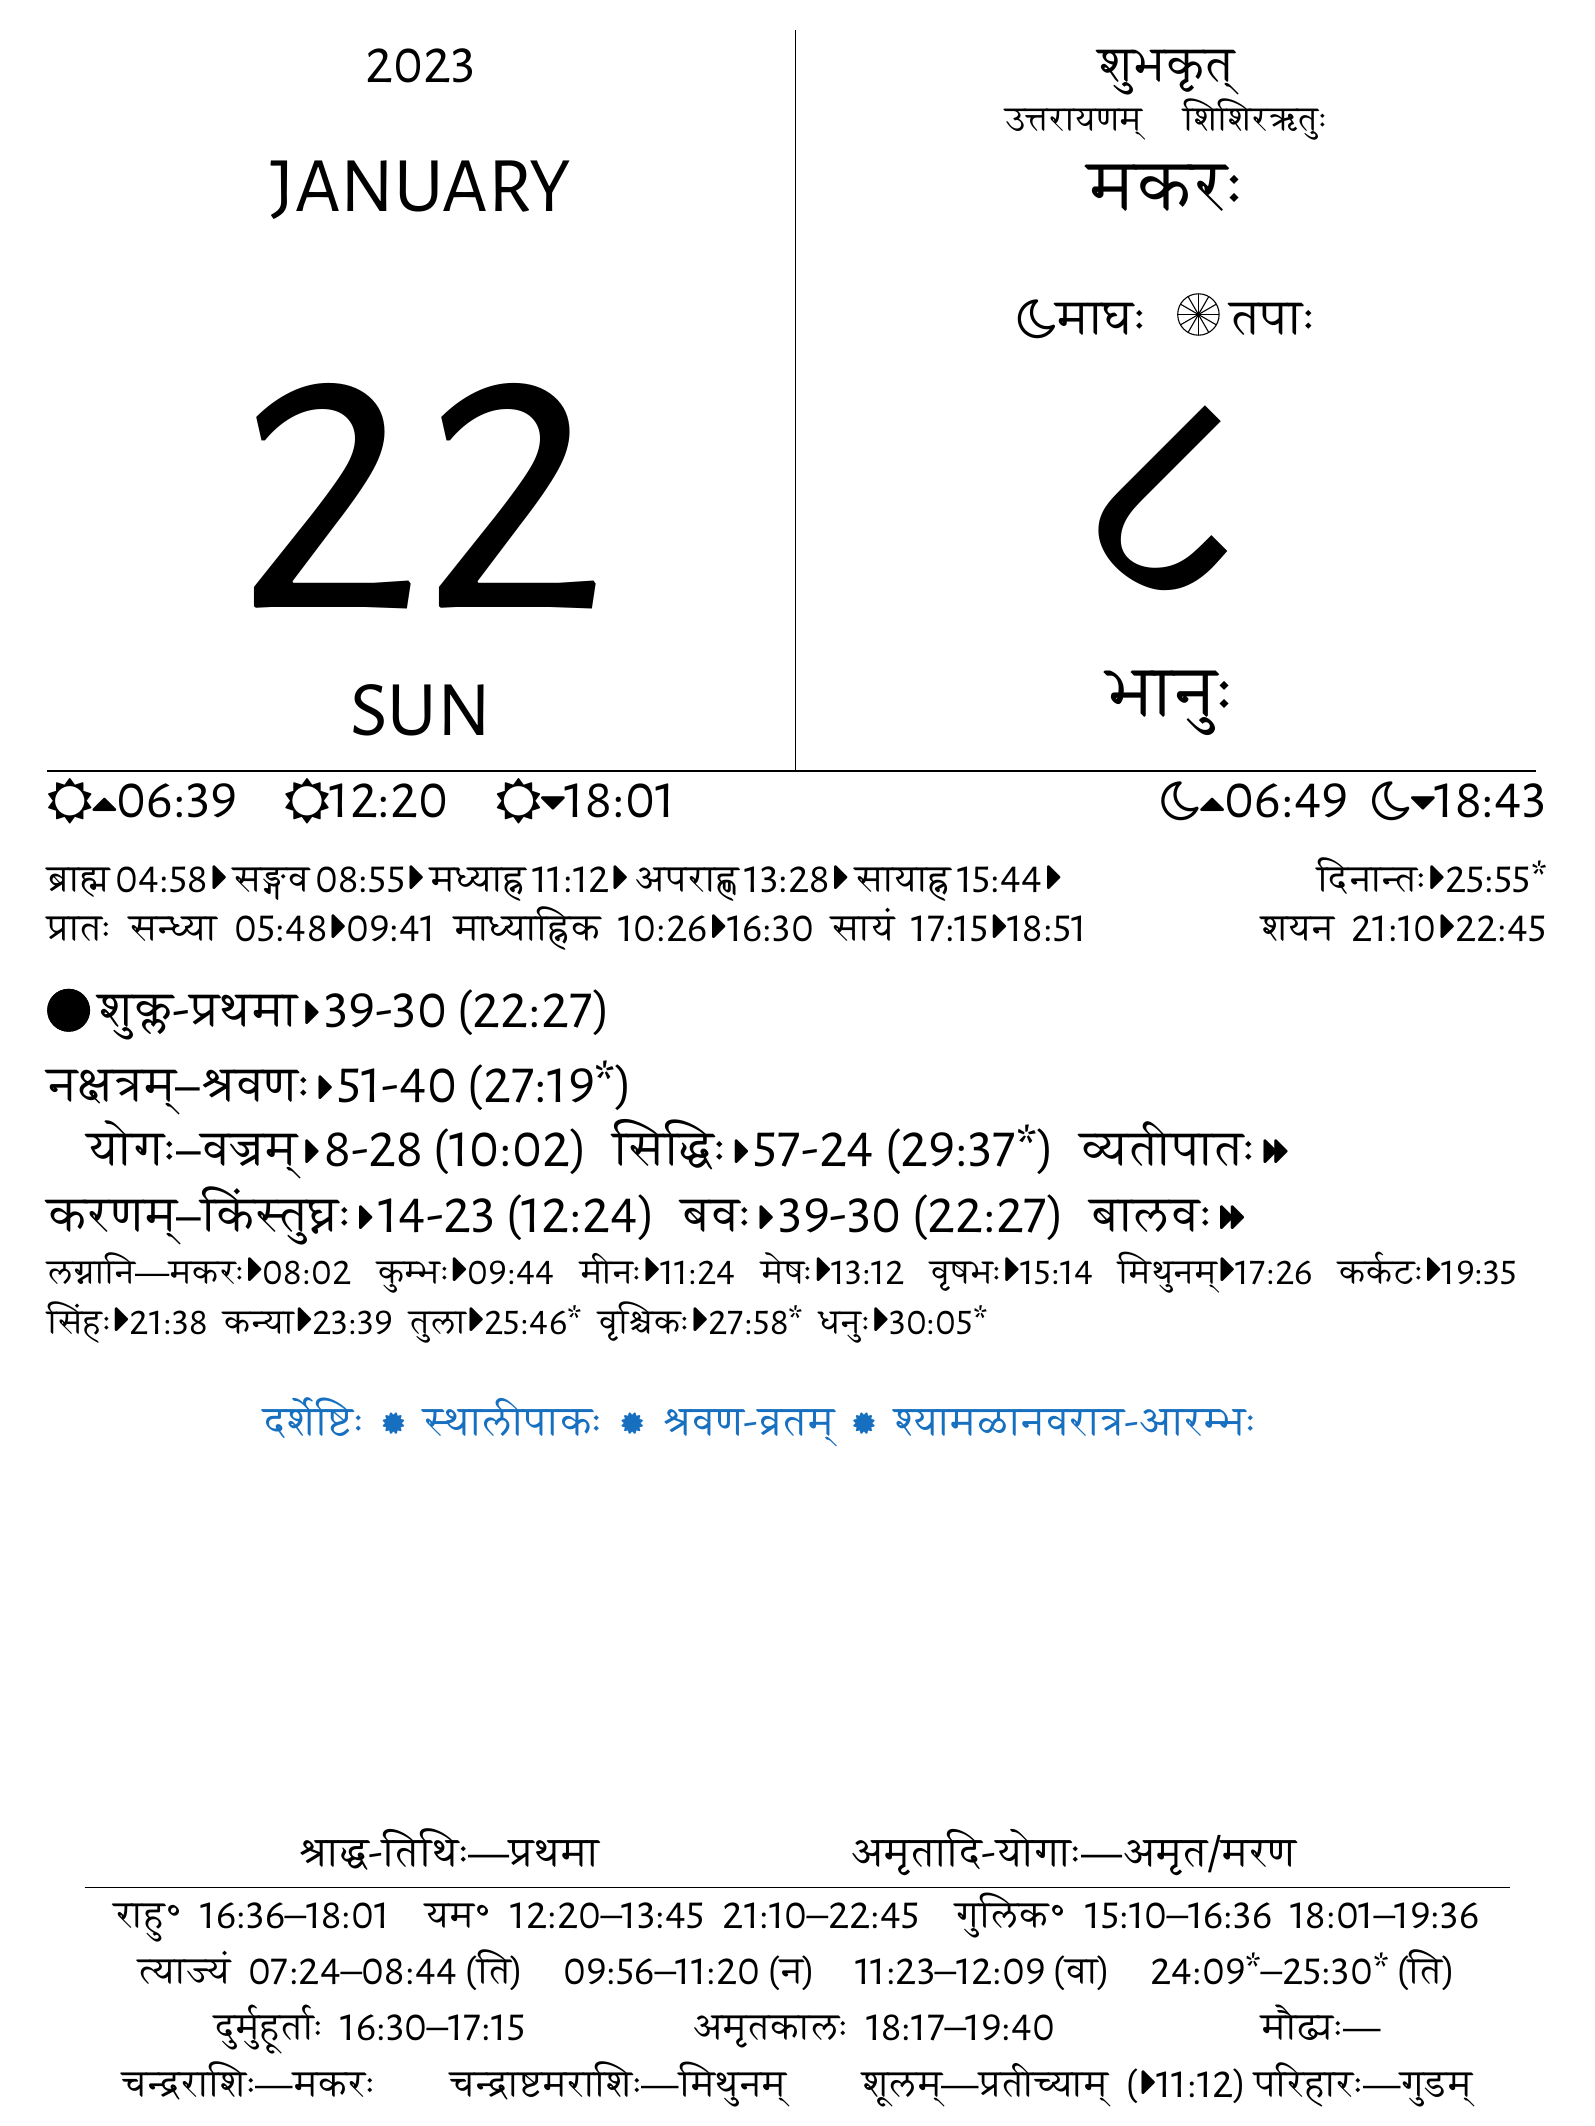 2023
JANUARY
22
SUN
शुभकृत्
उत्तरायणम् शिशिरऋतुः
मकरः
माघः तपाः
८
भानुः
06:39 12:20 18:01 06:49 18:43
ब्राह्म 04:58 सङ्गव 08:55 मध्याह्न 11:12 अपराह्ण 13:28 सायाह्न 15:44 दिनान्तः 25:55*
प्रातः सन्ध्या 05:48 09:41 माध्याह्निक 10:26 16:30 सायं 17:15 18:51 शयन 21:10 22:45
शुक्ल-प्रथमा 39-30 (22:27)
नक्षत्रम्–श्रवणः 51-40 (27:19*)
योगः–वज्रम् 8-28 (10:02) सिद्धिः 57-24 (29:37*) व्यतीपातः
करणम्–किंस्तुघ्नः 14-23 (12:24) बवः 39-30 (22:27) बालवः
लग्नानि—मकरः 08:02 कुम्भः 09:44 मीनः 11:24 मेषः 13:12 वृषभः 15:14 मिथुनम् 17:26 कर्कटः 19:35
सिंहः 21:38 कन्या 23:39 तुला 25:46* वृश्चिकः 27:58* धनुः 30:05*
दर्शेष्टिः स्थालीपाकः श्रवण-व्रतम् श्यामळानवरात्र-आरम्भः
श्राद्ध-तिथिः—प्रथमा अमृतादि-योगाः—अमृत/मरण
राहु॰ 16:36–18:01 यम॰ 12:20–13:45 21:10–22:45 गुलिक॰ 15:10–16:36 18:01–19:36
त्याज्यं 07:24–08:44 (ति) 09:56–11:20 (न) 11:23–12:09 (वा) 24:09*–25:30* (ति)
दुर्मुहूर्ताः 16:30–17:15 अमृतकालः 18:17–19:40 मौढ्यः—
चन्द्रराशिः—मकरः चन्द्राष्टमराशिः—मिथुनम् शूलम्—प्रतीच्याम् (11:12) परिहारः—गुडम्